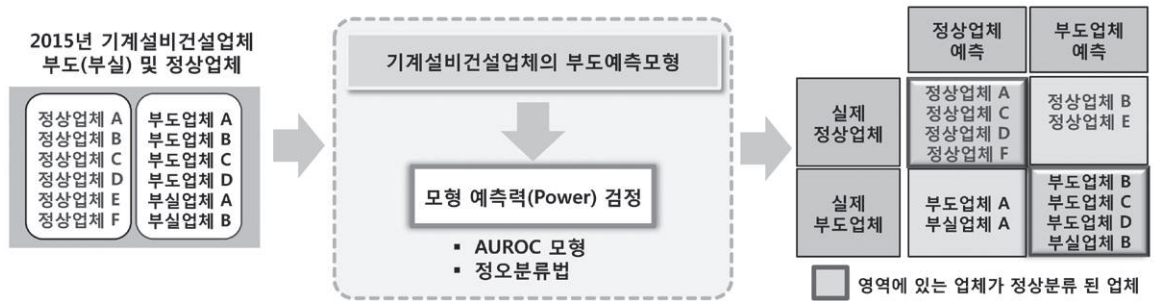 2015년 기계설비건설업체
부도(부실) 및 정상업체
정상업체 A
정상업체 B
정상업체 C
정상업체 D
정상업체 E
정상업체 F
부도업체 A
부도업체 B
부도업체 C
부도업체 D
부실업체 A
부실업체 B
기계설비건설업체의 부도예측모형
모형 예측력(Power) 검정
▪ AUROC 모형
▪ 정오분류법
정상업체
예측
부도업체
예측
실제
정상업체
정상업체 A
정상업체 C
정상업체 D
정상업체 F
정상업체 B
정상업체 E
실제
부도업체
부도업체 A
부실업체 A
부도업체 B
부도업체 C
부도업체 D
부실업체 B
영역에 있는 업체가 정상분류 된 업체